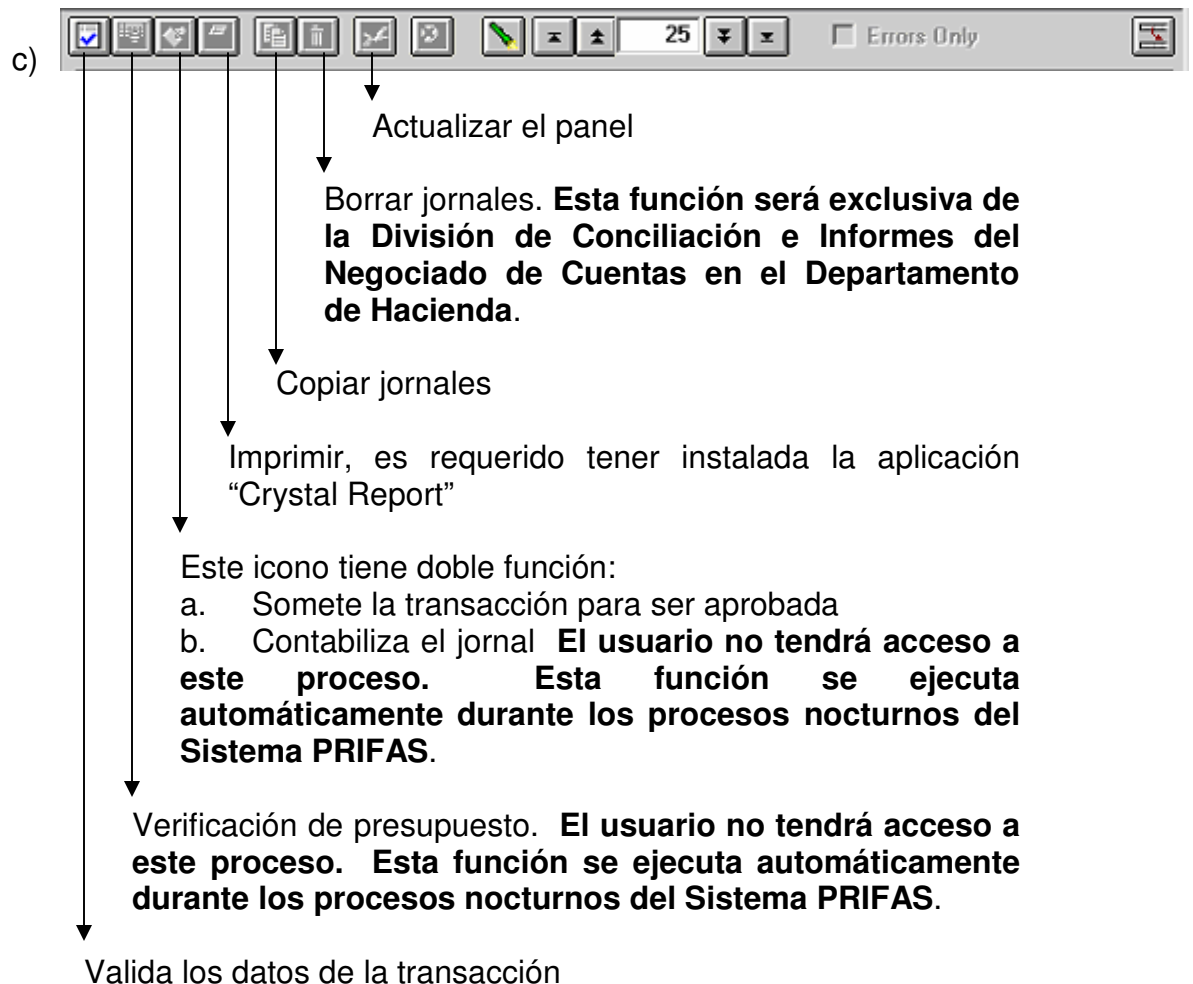 c)
25
Errors Only
Actualizar el panel
Borrar jornales. Esta función será exclusiva de
la División de Conciliación e Informes del
Negociado de Cuentas en el Departamento
de Hacienda.
Copiar jornales
Imprimir, es requerido tener instalada la aplicación
“Crystal Report”
Este icono tiene doble función:
a. Somete la transacción para ser aprobada
b. Contabiliza el jornal El usuario no tendrá acceso a
este proceso. Esta función se ejecuta
automáticamente durante los procesos nocturnos del
Sistema PRIFAS.
Verificación de presupuesto. El usuario no tendrá acceso a
este proceso. Esta función se ejecuta automáticamente
durante los procesos nocturnos del Sistema PRIFAS.
Valida los datos de la transacción